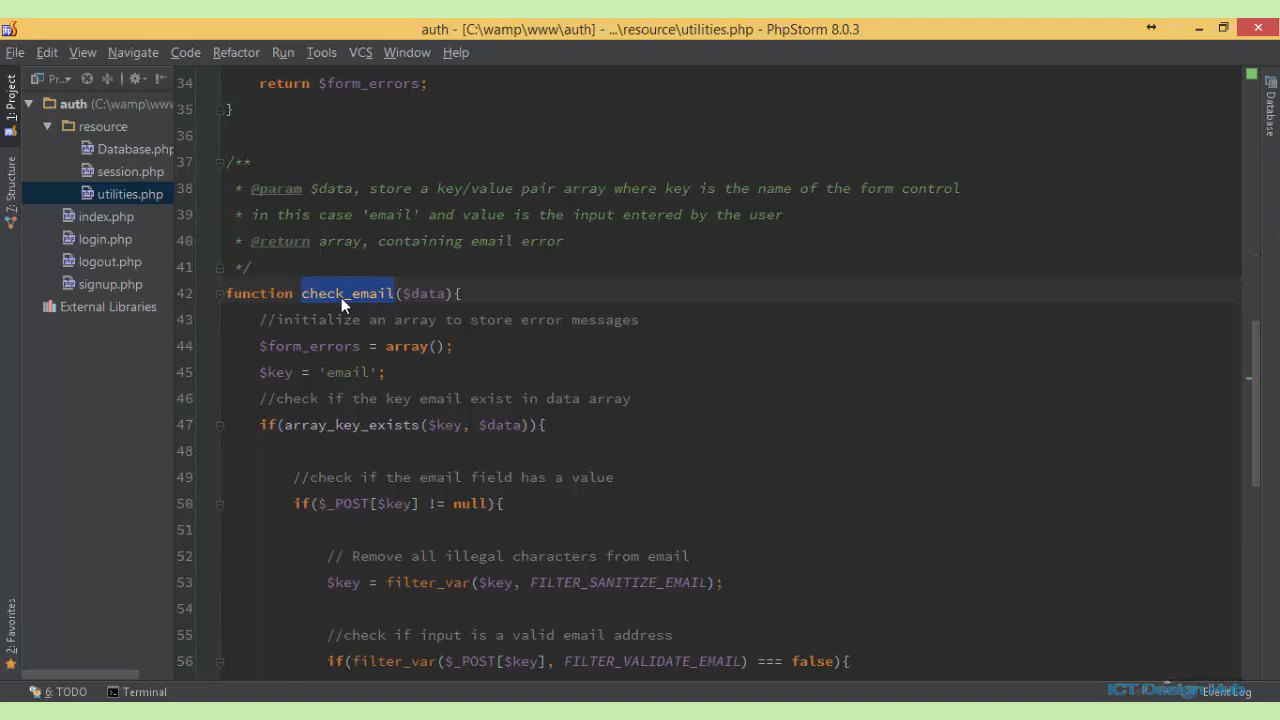 auth - [C:\wamp\www\auth] - ...\resource\utilities.php - PhpStorm 8.0.3
File Edit View Navigate Code Refactor Run Tools VCS Window Help
Pr..
1: Project
7: Structure
2: Favorites
Database
auth (C:\wamp\www
resource
Database.php
session.php
utilities.php
index.php
login.php
logout.php
signup.php
External Libraries
34 return $form_errors;
35 }
36
37 /**
38 * @param $data, store a key/value pair array where key is the name of the form control
39 * in this case 'email' and value is the input entered by the user
40 * @return array, containing email error
41 */
42 function check_email($data){
43 //initialize an array to store error messages
44 $form_errors = array();
45 $key = 'email';
46 //check if the key email exist in data array
47 if(array_key_exists($key, $data)){
48
49 //check if the email field has a value
50 if($_POST[$key] != null){
51
52 // Remove all illegal characters from email
53 $key = filter_var($key, FILTER_SANITIZE_EMAIL);
54
55 //check if input is a valid email address
56 if(filter_var($_POST[$key], FILTER_VALIDATE_EMAIL) === false){
6: TODO Terminal
ICT Design Hub
Event Log